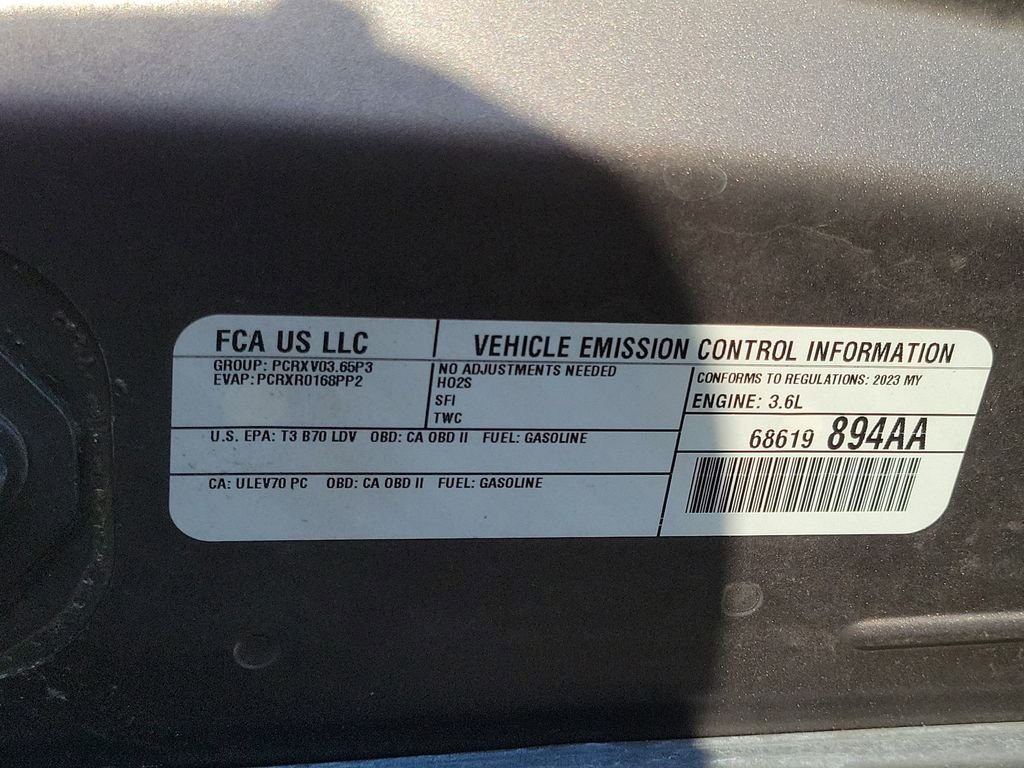 FCA US LLC
VEHICLE EMISSION CONTROL INFORMATION
GROUP: PCRXV03.65P3
EVAP: PCRXR0168PP2
NO ADJUSTMENTS NEEDED
HO2S
SFI
TWC
CONFORMS TO REGULATIONS: 2023 MY
ENGINE: 3.6L
U.S. EPA: T3 B70 LDV OBD: CA OBD II FUEL: GASOLINE
68619 894AA
CA: ULEV70 PC OBD: CA OBD II FUEL: GASOLINE